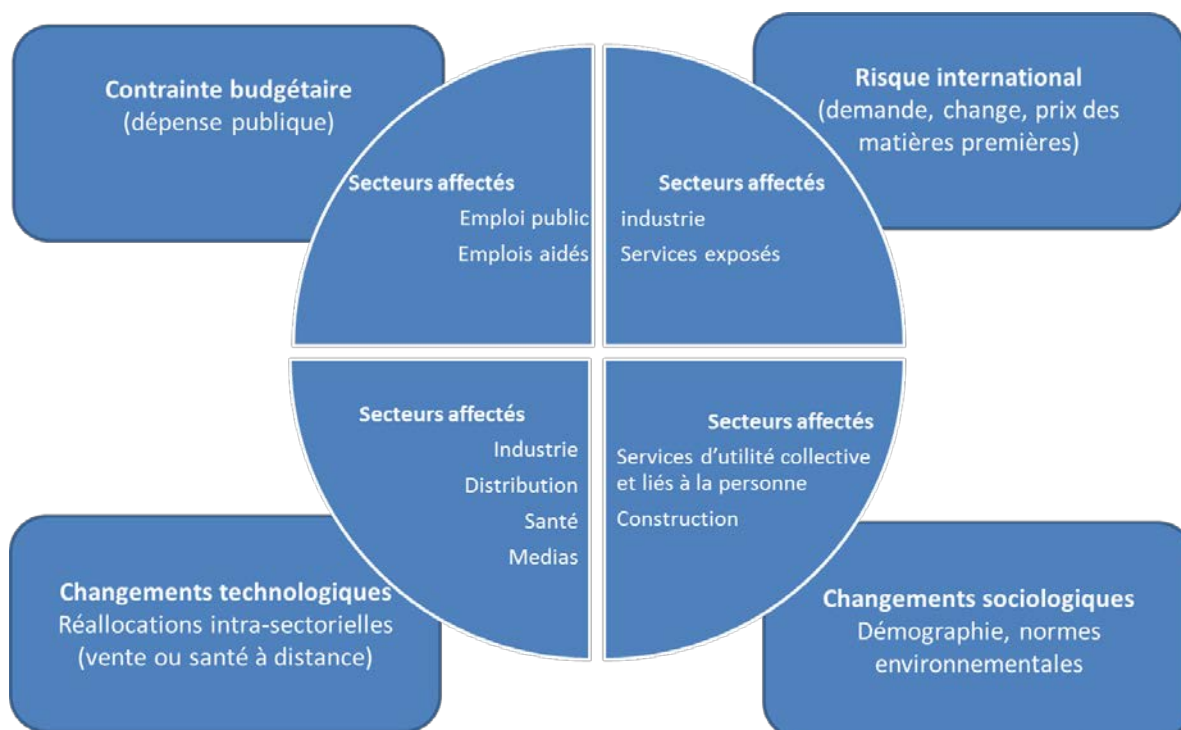 Contrainte budgétaire
(dépense publique)
Risque international
(demande, change, prix des
matières premières)
Secteurs affectés
Emploi public
Emplois aidés
Secteurs affectés
industrie
Services exposés
Secteurs affectés
Industrie
Distribution
Santé
Medias
Secteurs affectés
Services d’utilité collective
et liés à la personne
Construction
Changements technologiques
Réallocations intra-sectorielles
(vente ou santé à distance)
Changements sociologiques
Démographie, normes
environnementales